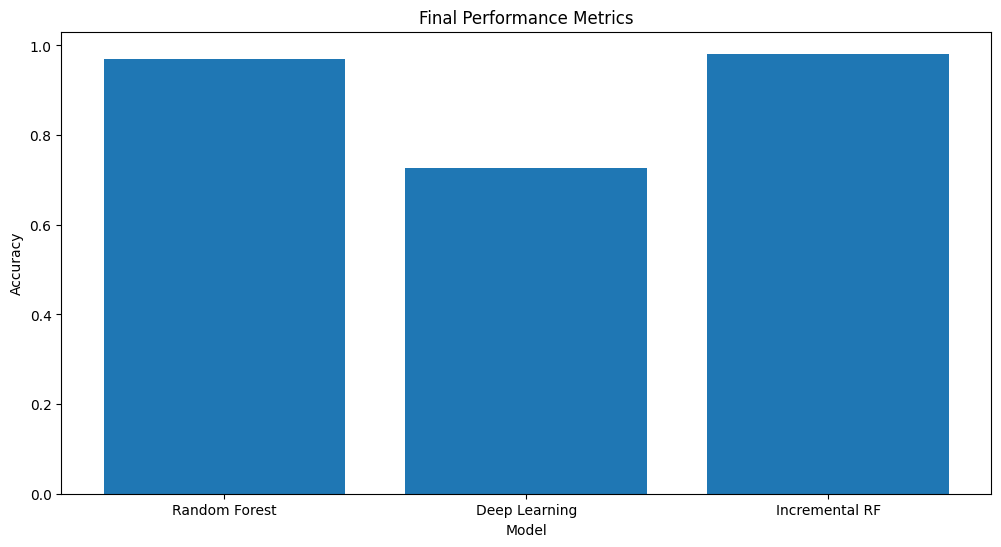 Final Performance Metrics
1.0
0.8
0.6
0.4
0.2
0.0
Accuracy
Random Forest
Deep Learning
Incremental RF
Model